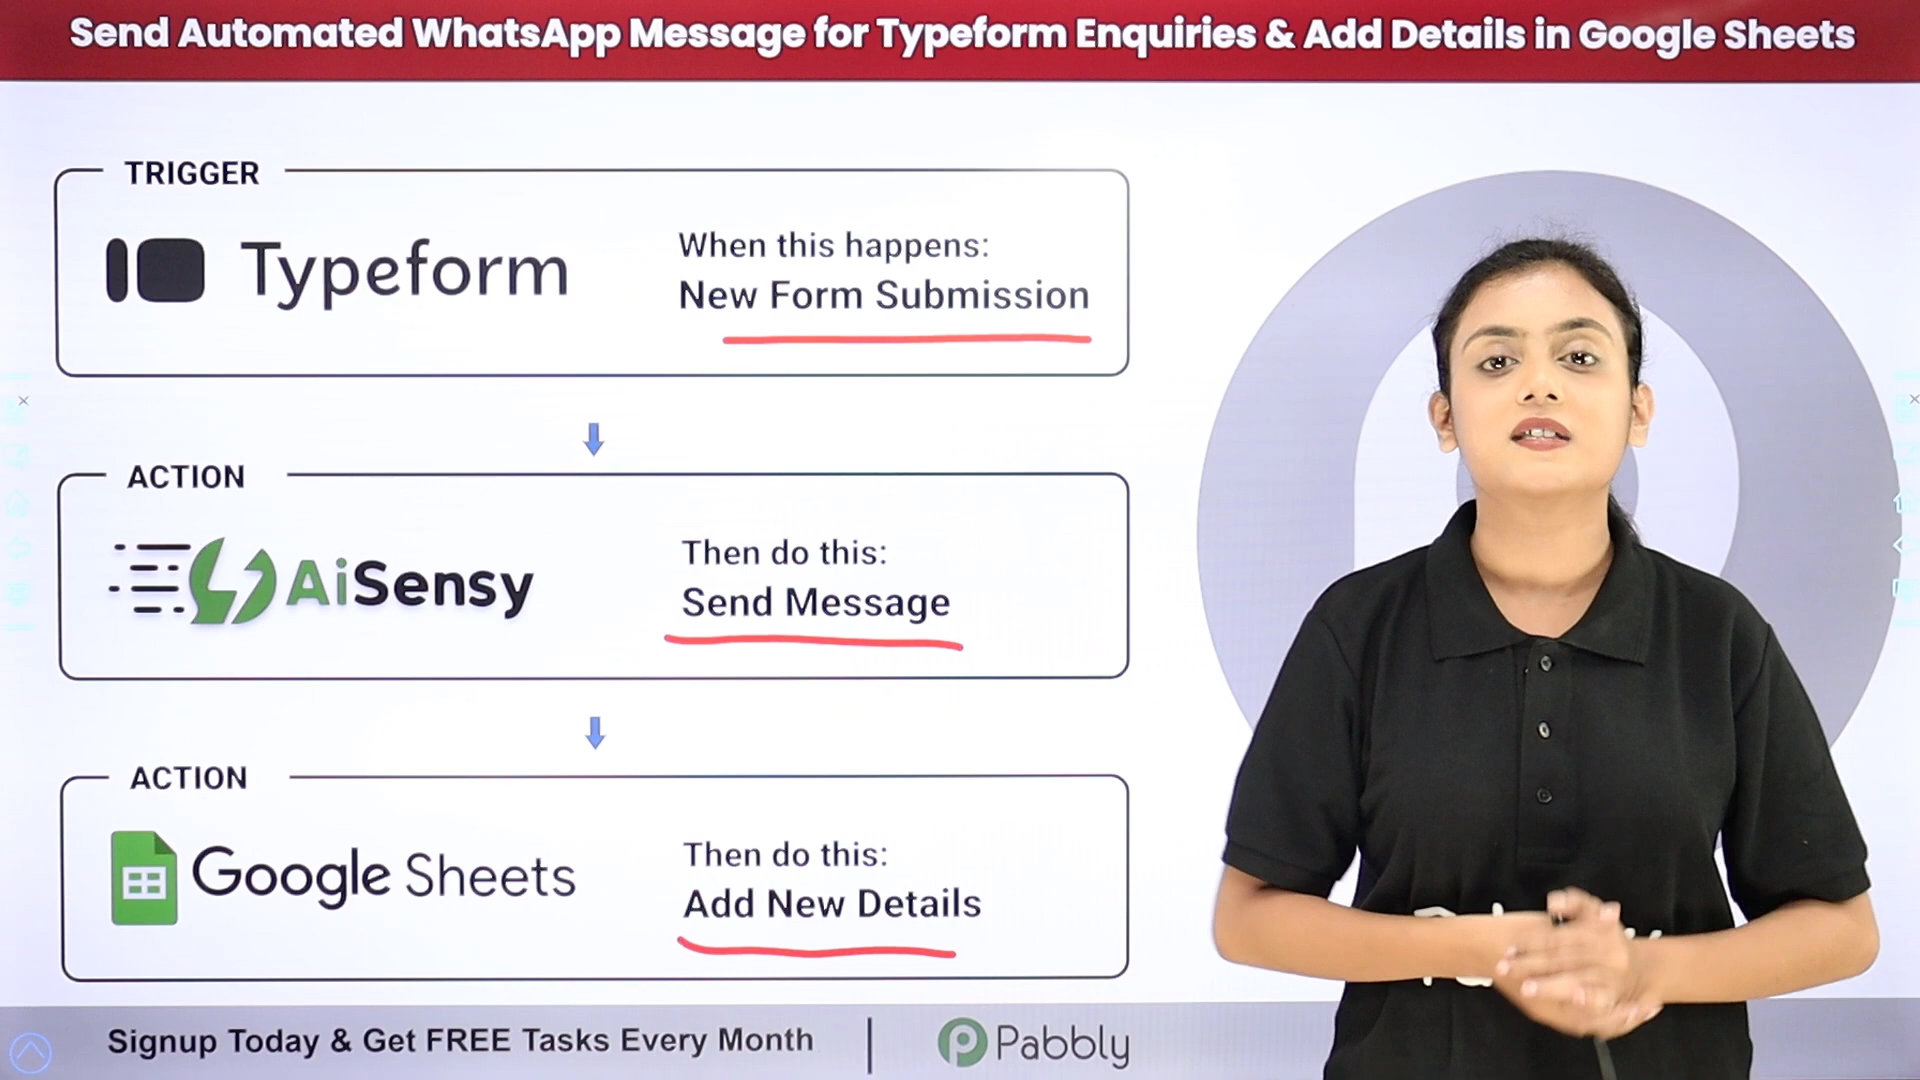 Send Automated WhatsApp Message for Typeform Enquiries & Add Details in Google Sheets
TRIGGER
Typeform
When this happens:
New Form Submission
ACTION
AiSensy
Then do this:
Send Message
ACTION
Google Sheets
Then do this:
Add New Details
Signup Today & Get FREE Tasks Every Month
Pabbly